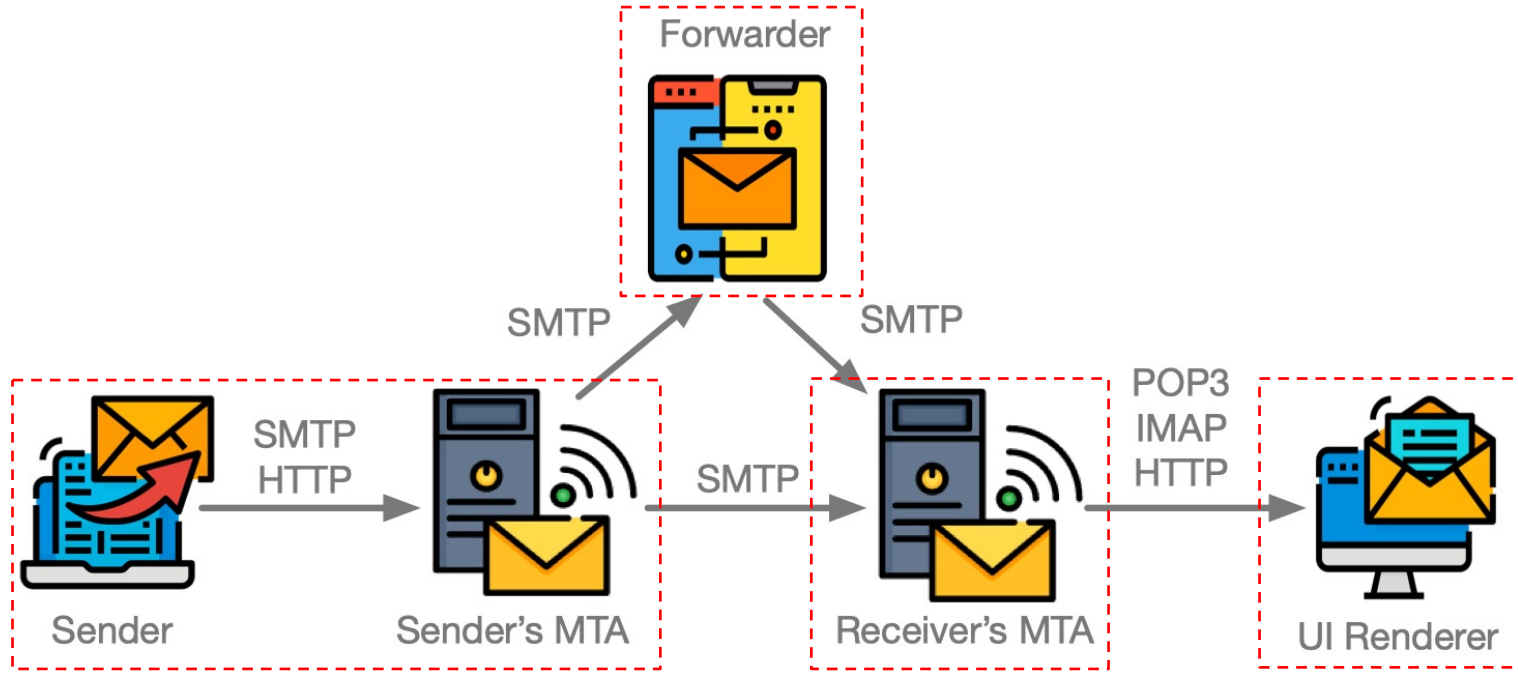 Forwarder
SMTP
SMTP
SMTP
HTTP
SMTP
POP3
IMAP
HTTP
Sender
Sender's MTA
Receiver's MTA
UI Renderer